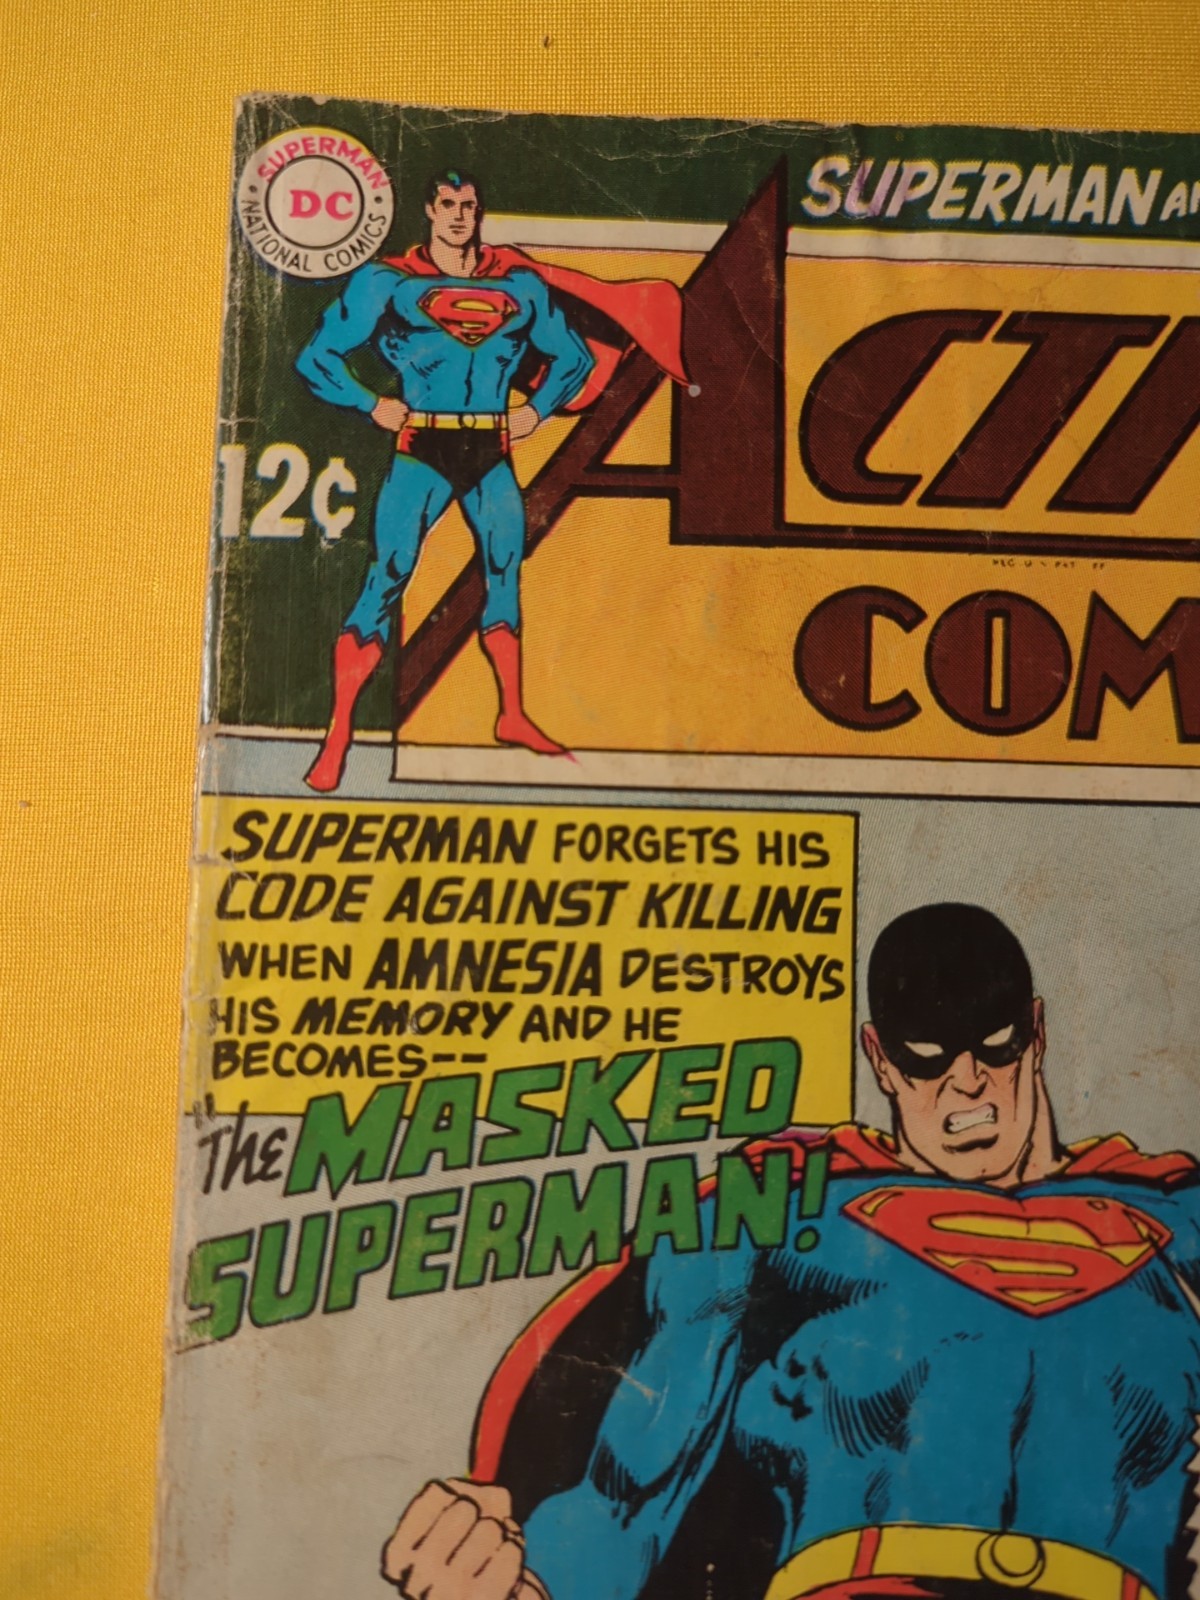 SUPERMAN
DC
NATIONAL COMICS
SUPERMAN
12¢
COM
SUPERMAN FORGETS HIS
CODE AGAINST KILLING
WHEN AMNESIA DESTROYS
HIS MEMORY AND HE
BECOMES--
"The MASKED
SUPERMAN!